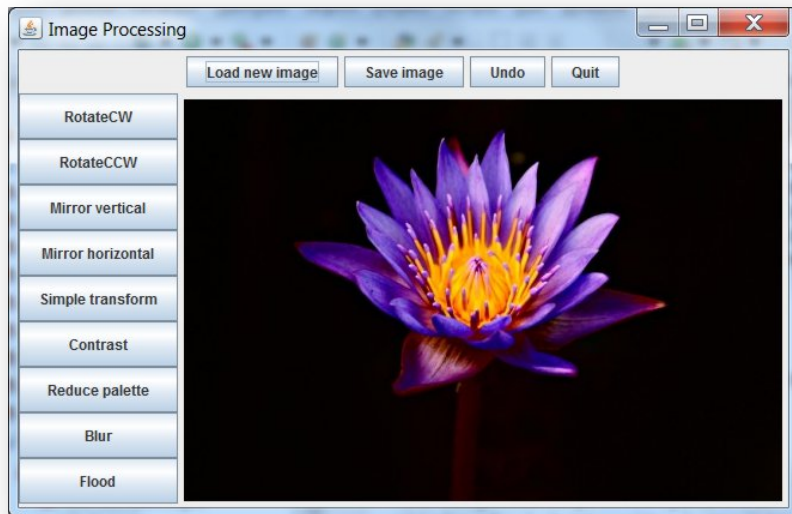 Image Processing
Load new image Save image Undo Quit
RotateCW
RotateCCW
Mirror vertical
Mirror horizontal
Simple transform
Contrast
Reduce palette
Blur
Flood